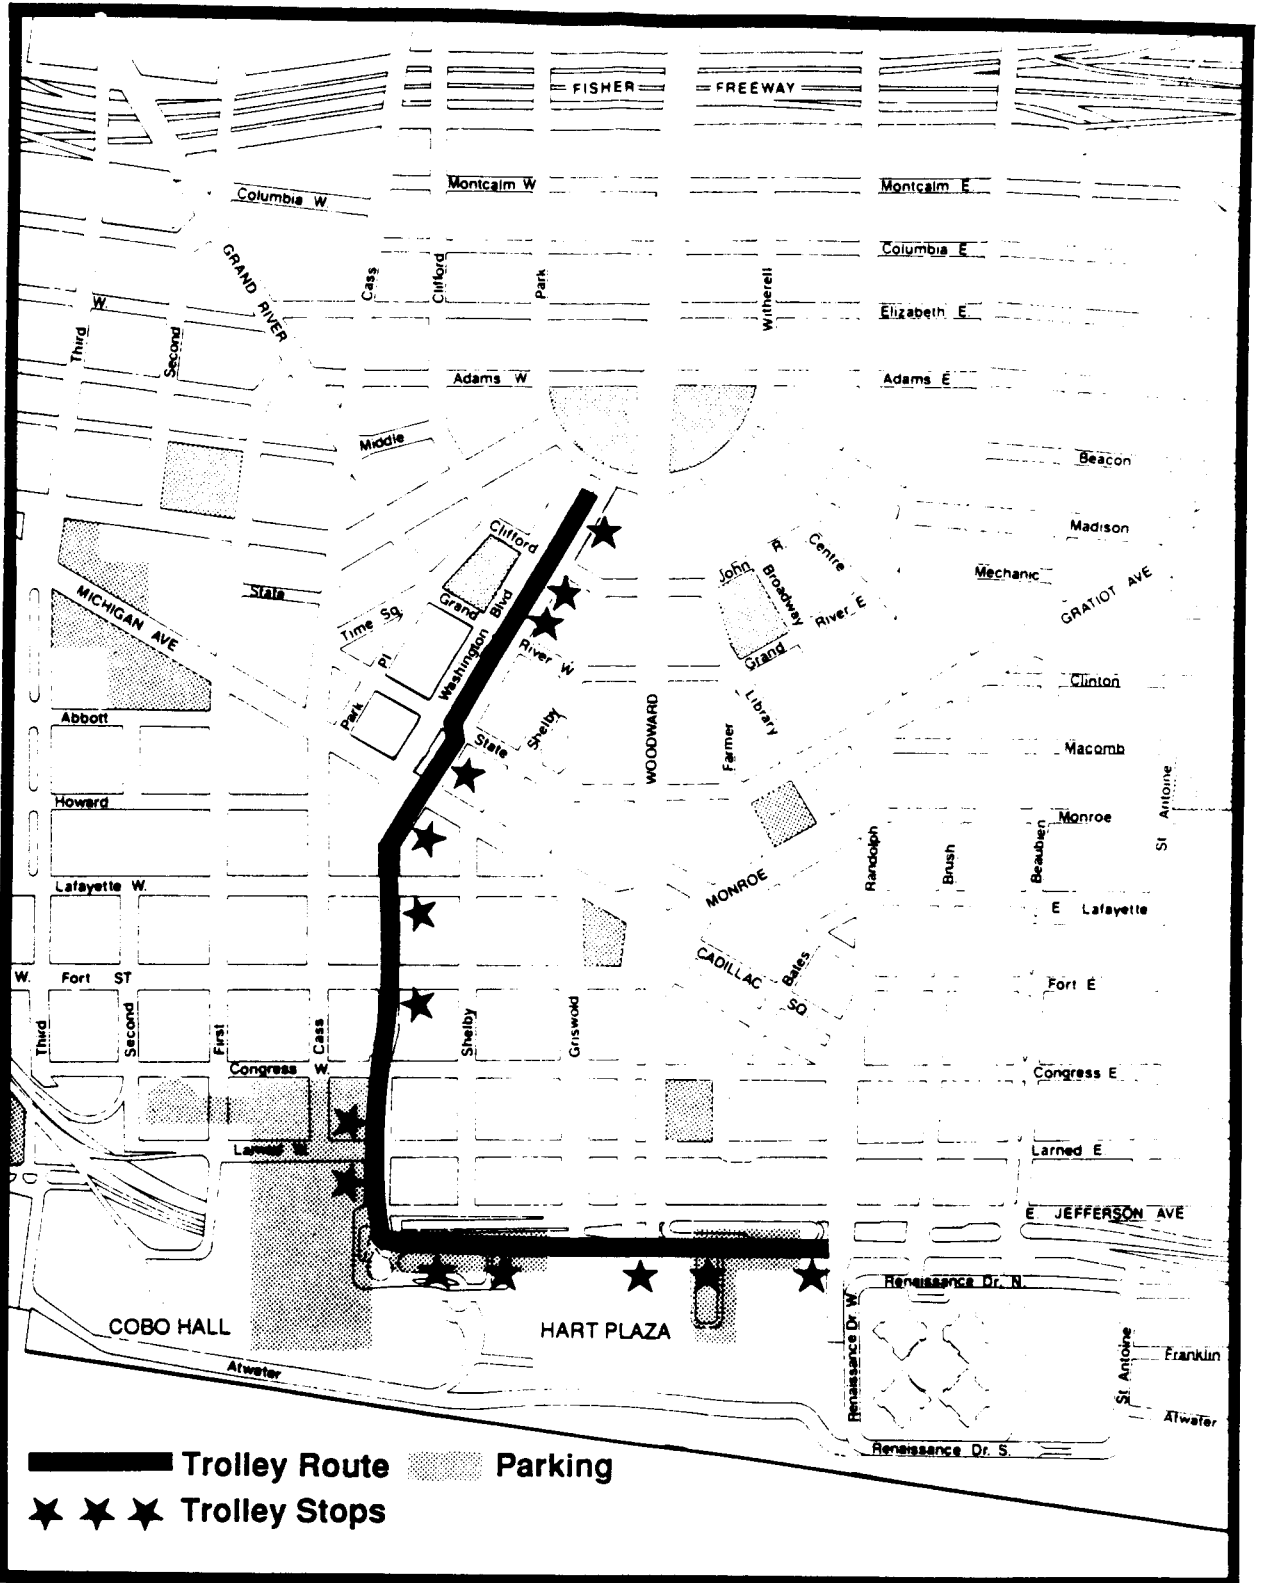 FISHER FREEWAY
Montcalm W
Montcalm E
Columbia W.
Columbia E
GRAND RIVER
Cass
Clifford
Park
Witherell
W.
Elizabeth E.
Third
Second
Adams W
Adams E
Middle
Beacon
Clifford
Madison
John R.
Centre
Broadway
Mechanic
GRATIOT AVE
State
MICHIGAN AVE
Time Sq.
Grand
Washington Blvd
River W
River E
Grand
Park Pl
Clinton
Library
Abbott
State
Shelby
WOODWARD
Farmer
Macomb
St Antoine
Howard
Monroe
Randolph
Brush
Beaubien
Lafayette W.
MONROE
E Lafayette
CADILLAC SQ
Bates
W. Fort ST
Fort E
Third
Second
First
Cass
Shelby
Griswold
Congress W.
Congress E
Larned W.
Larned E
E. JEFFERSON AVE
Renaissance Dr. N.
COBO HALL
HART PLAZA
Renaissance Dr W
St Antoine
Franklin
Atwater
Atwater
Renaissance Dr. S.
Trolley Route
Parking
Trolley Stops